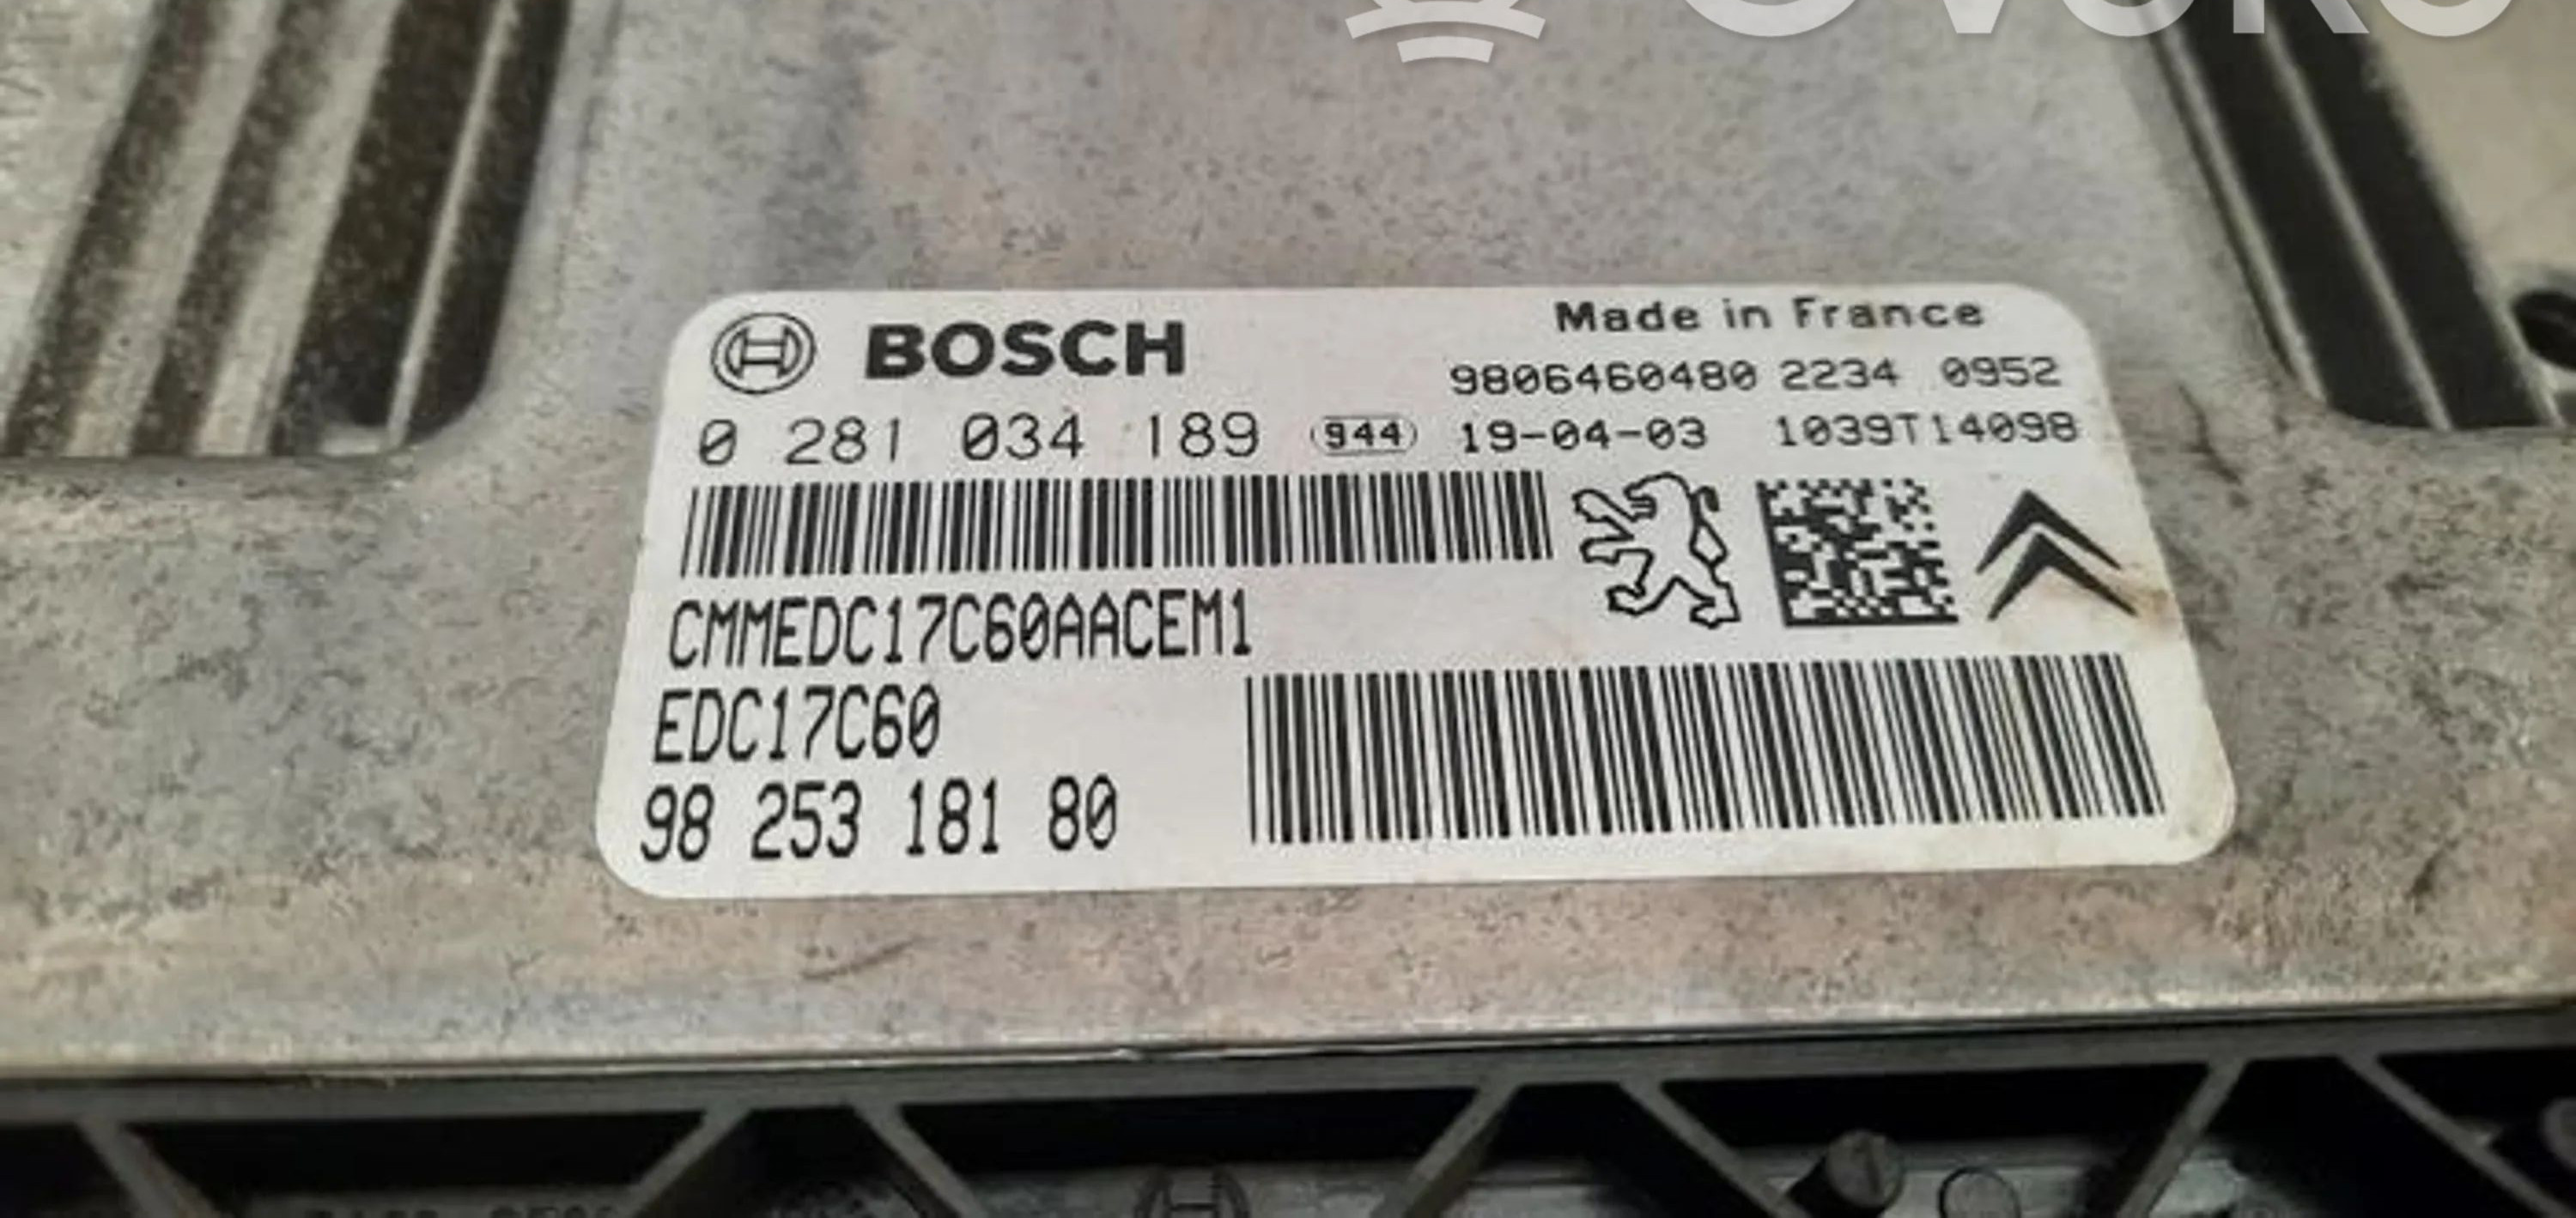 Made in France
BOSCH
9806460480 2234 0952
0 281 034 189 944 19-04-03 1039T14098
CMMEDC17C60AACEM1
EDC17C60
98 253 181 80